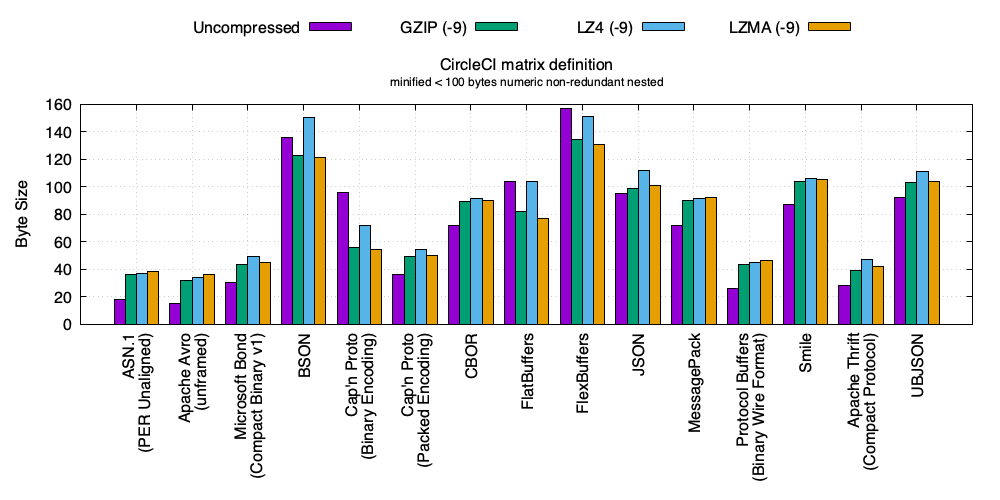 Uncompressed GZIP (-9) LZ4 (-9) LZMA (-9)
CircleCI matrix definition
minified < 100 bytes numeric non-redundant nested
Byte Size
160
140
120
100
80
60
40
20
0
ASN.1
(PER Unaligned)
Apache Avro
(unframed)
Microsoft Bond
(Compact Binary v1)
BSON
Cap'n Proto
(Binary Encoding)
Cap'n Proto
(Packed Encoding)
CBOR
FlatBuffers
FlexBuffers
JSON
MessagePack
Protocol Buffers
(Binary Wire Format)
Smile
Apache Thrift
(Compact Protocol)
UBJSON